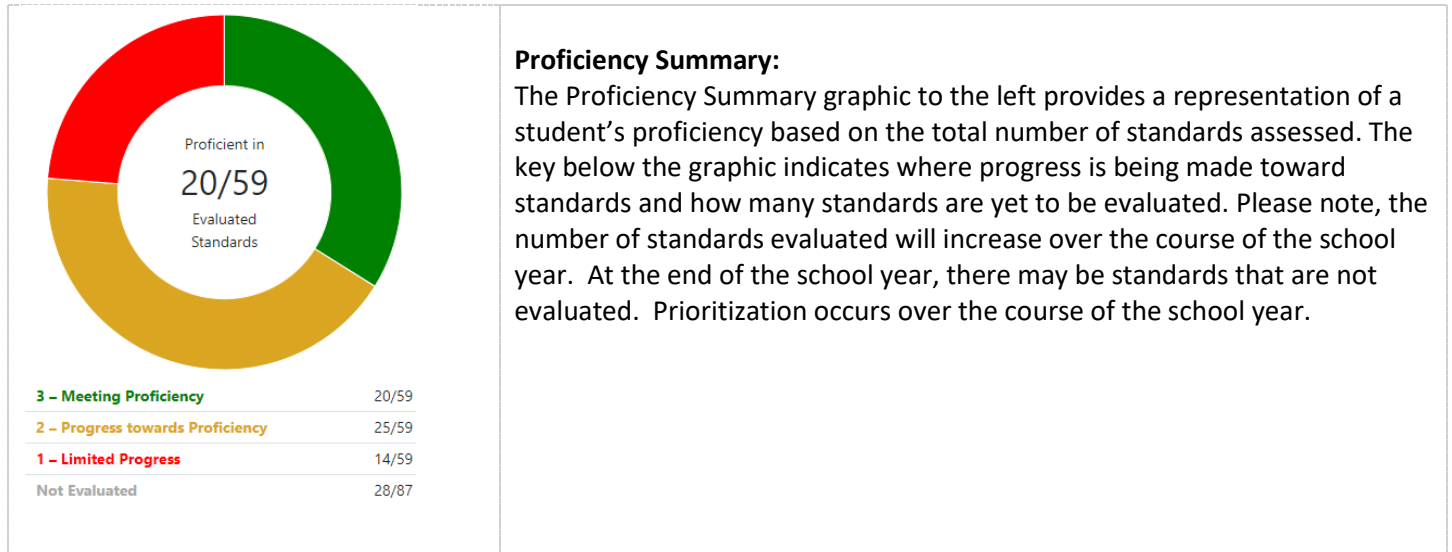 Proficient in
20/59
Evaluated
Standards
3 – Meeting Proficiency 20/59
2 – Progress towards Proficiency 25/59
1 – Limited Progress 14/59
Not Evaluated 28/87
Proficiency Summary:
The Proficiency Summary graphic to the left provides a representation of a
student’s proficiency based on the total number of standards assessed. The
key below the graphic indicates where progress is being made toward
standards and how many standards are yet to be evaluated. Please note, the
number of standards evaluated will increase over the course of the school
year.  At the end of the school year, there may be standards that are not
evaluated.  Prioritization occurs over the course of the school year.